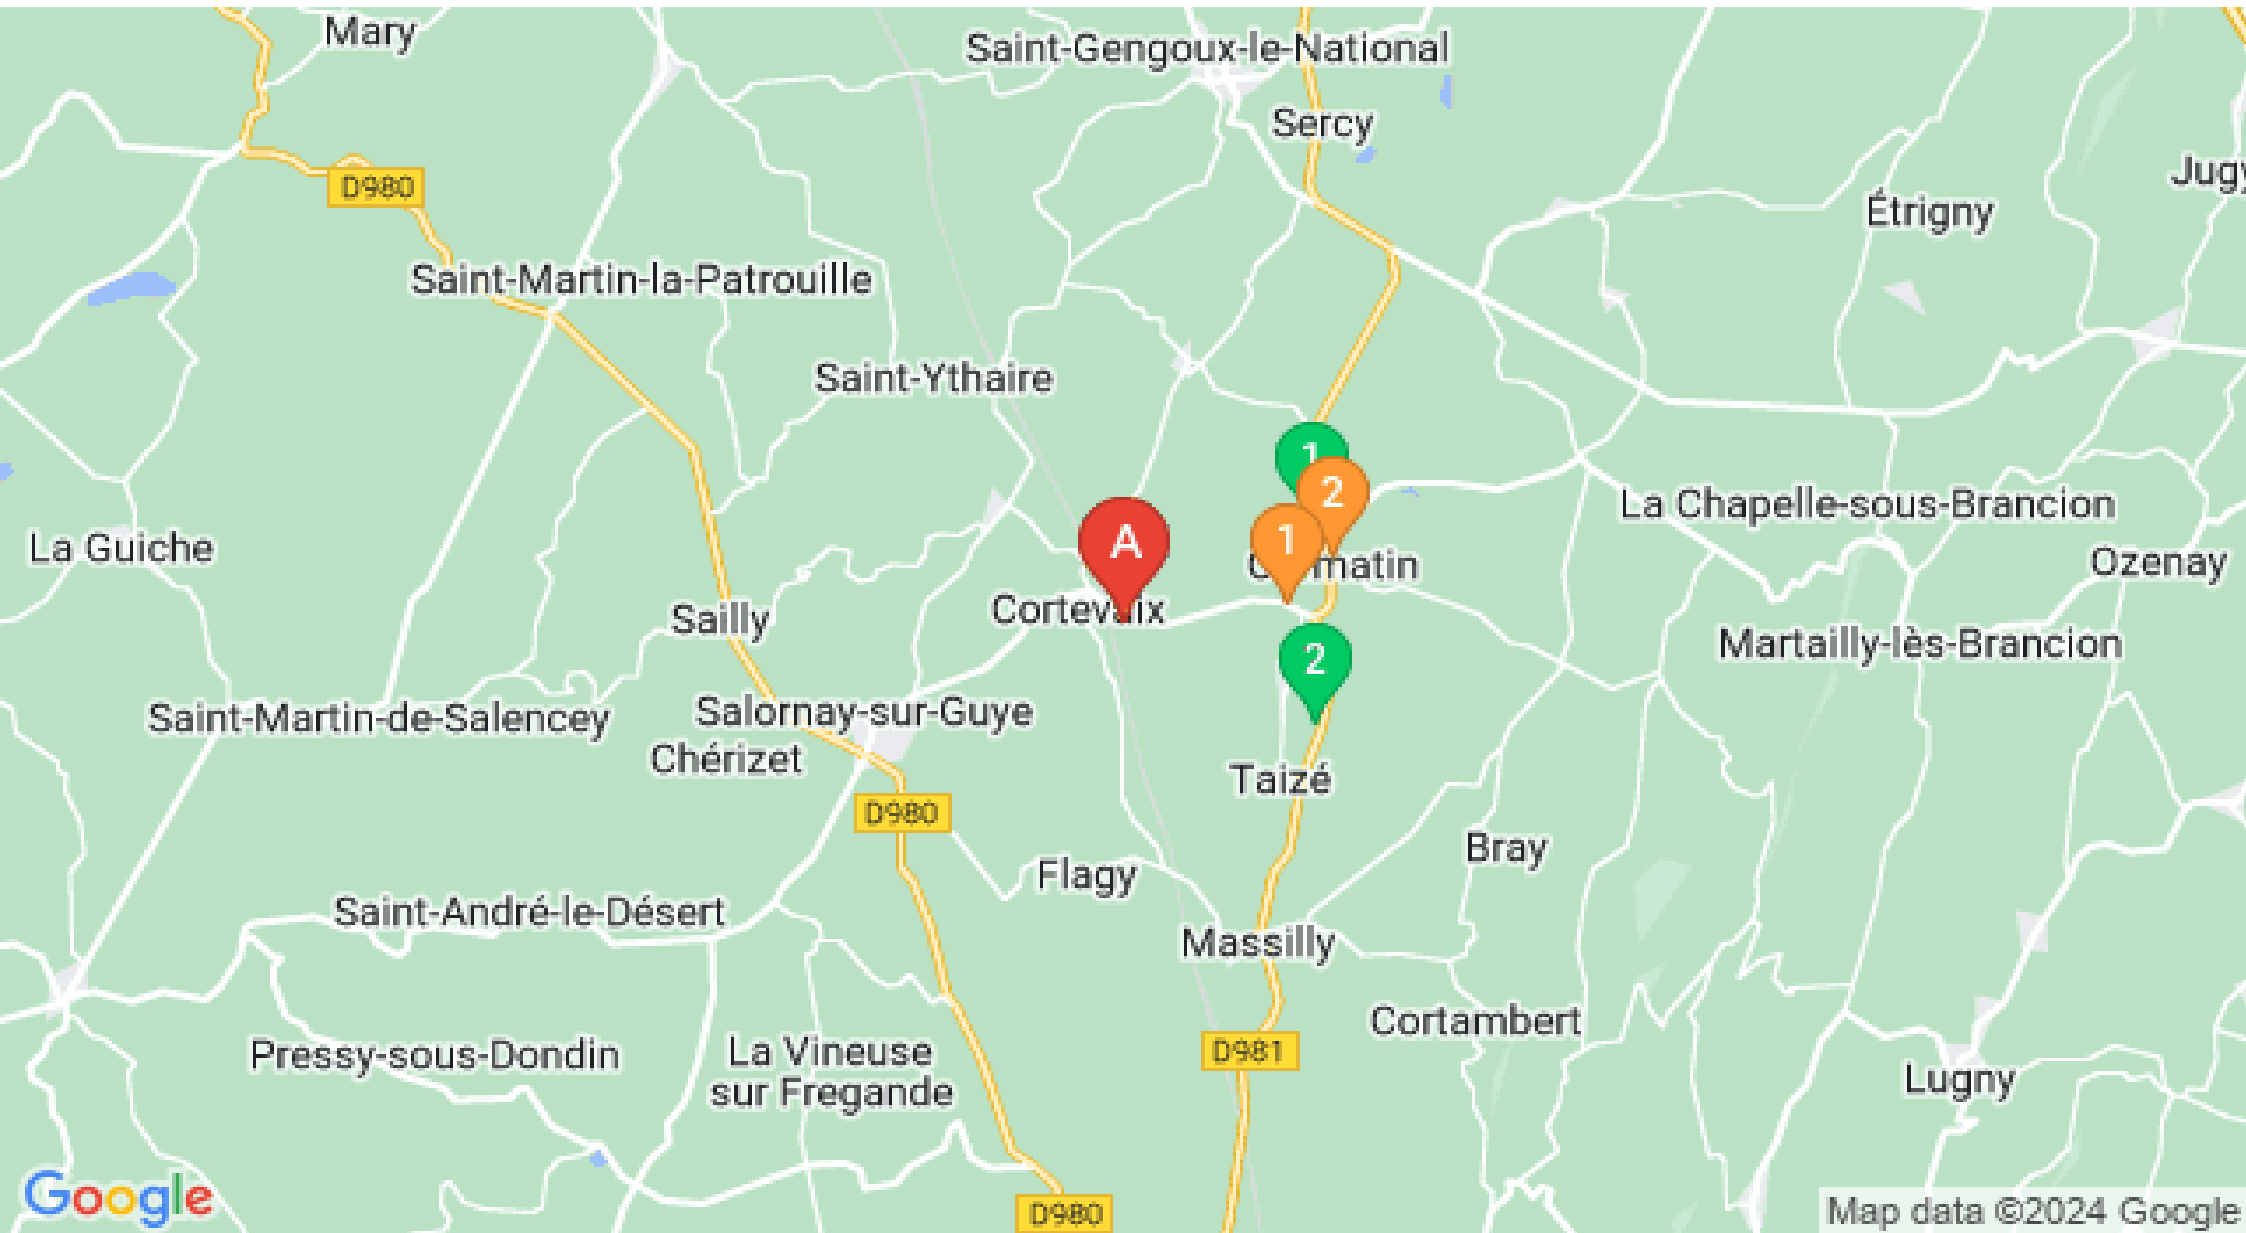 Mary
Saint-Gengoux-le-National
Sercy
Jugy
D980
Étrigny
Saint-Martin-la-Patrouille
Saint-Ythaire
1
2
La Chapelle-sous-Brancion
A
1
La Guiche
matin
Ozenay
Cortevaix
Sailly
Martailly-lès-Brancion
2
Saint-Martin-de-Salencey
Salornay-sur-Guye
Chérizet
Taizé
D980
Bray
Flagy
Saint-André-le-Désert
Massilly
Cortambert
D981
Pressy-sous-Dondin
La Vineuse
sur Fregande
Lugny
Google
D980
Map data ©2024 Google